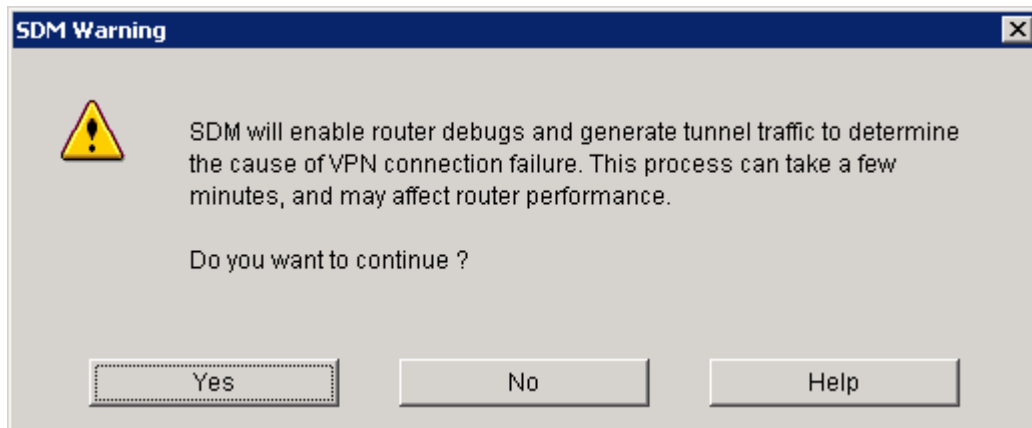 SDM Warning
SDM will enable router debugs and generate tunnel traffic to determine
the cause of VPN connection failure. This process can take a few
minutes, and may affect router performance.
Do you want to continue ?
Yes
No
Help